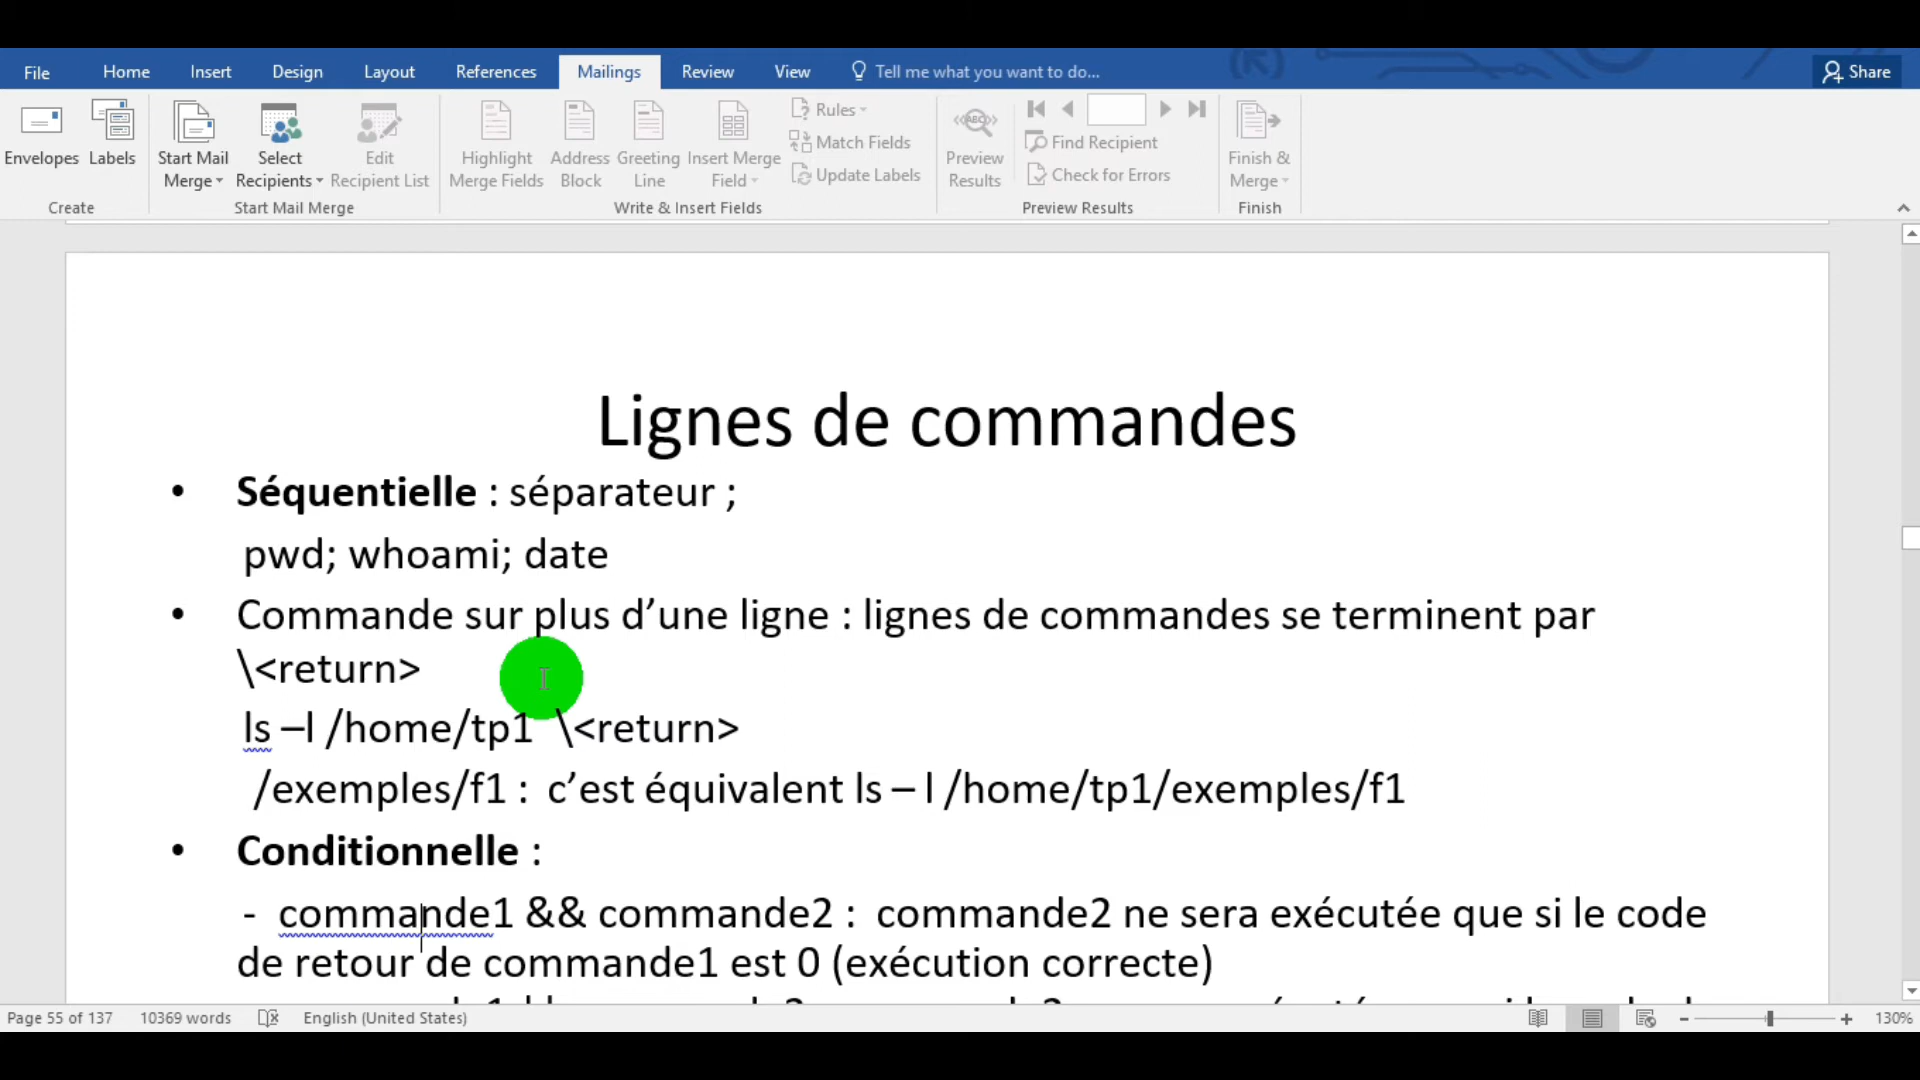 File Home Insert Design Layout References Mailings Review View Tell me what you want to do... Share
Envelopes Labels Start Mail Merge Select Recipients Edit Recipient List Highlight Merge Fields Address Block Greeting Line Insert Merge Field Rules Match Fields Update Labels Preview Results Find Recipient Check for Errors Finish & Merge
Create Start Mail Merge Write & Insert Fields Preview Results Finish
Lignes de commandes
• Séquentielle : séparateur ;
pwd; whoami; date
• Commande sur plus d’une ligne : lignes de commandes se terminent par
\<return>
ls –l /home/tp1 \<return>
/exemples/f1 : c’est équivalent ls – l /home/tp1/exemples/f1
• Conditionnelle :
- commande1 && commande2 : commande2 ne sera exécutée que si le code
de retour de commande1 est 0 (exécution correcte)
Page 55 of 137 10369 words English (United States) 130%